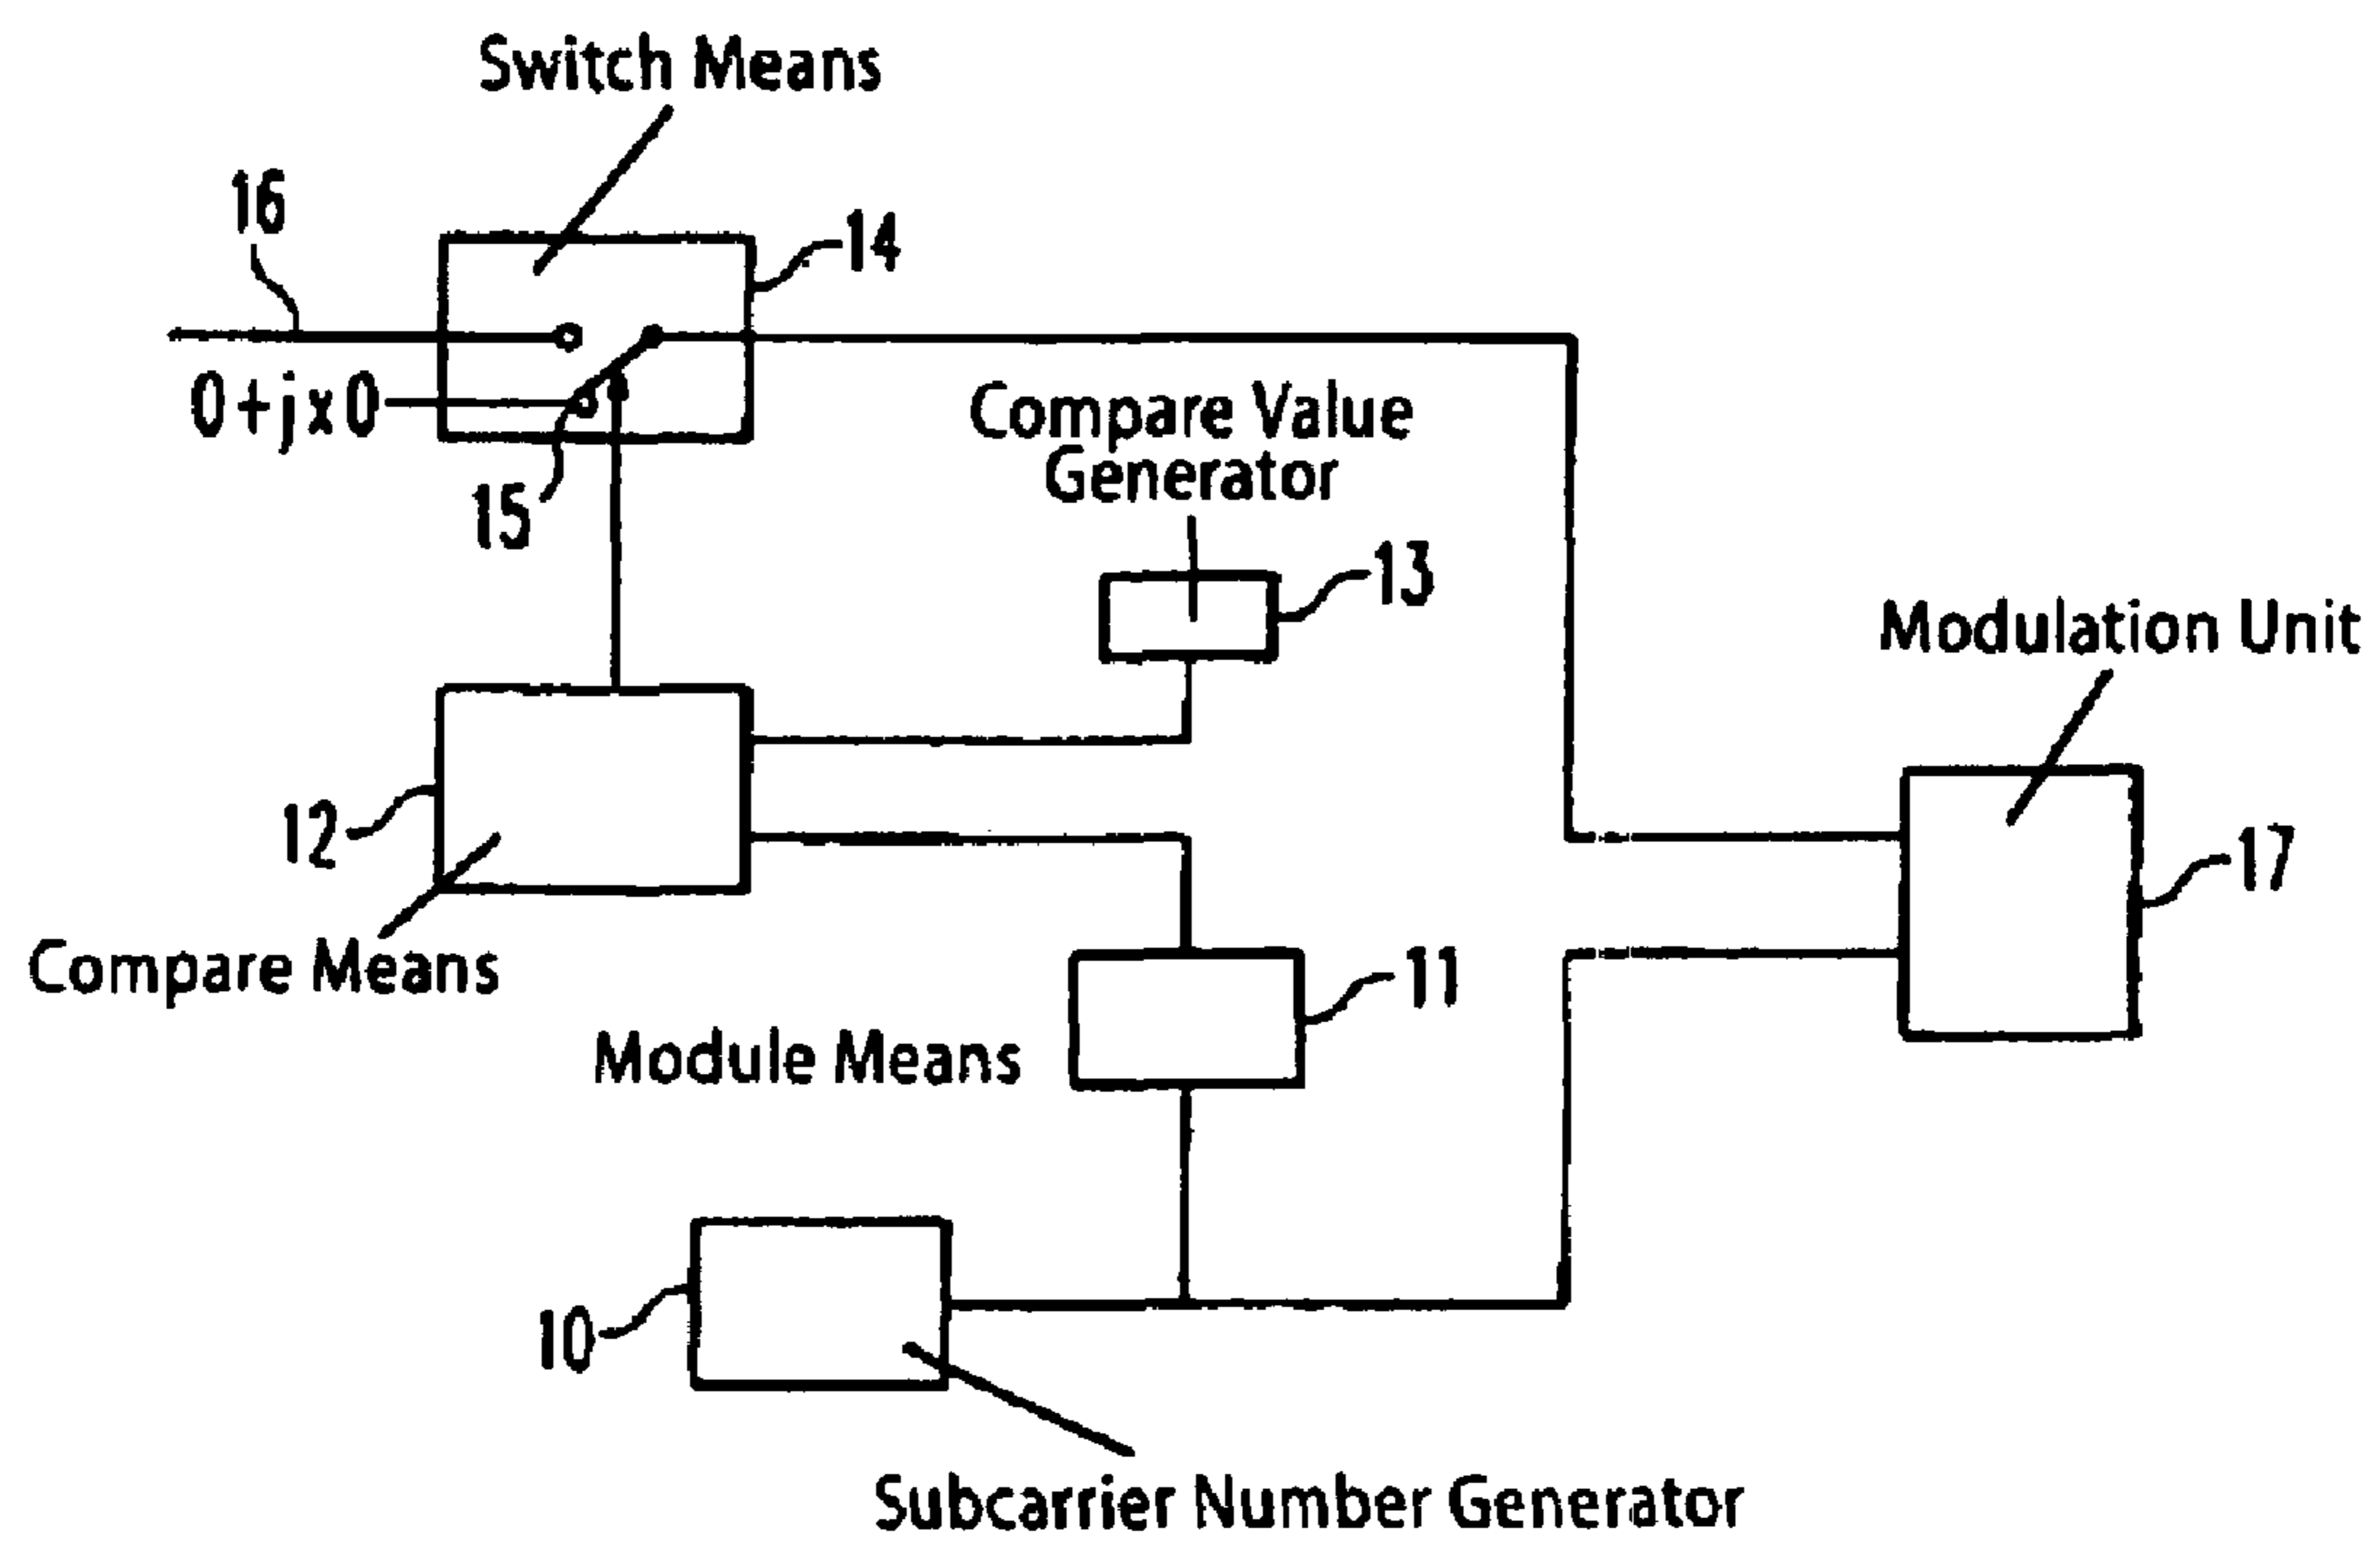 Switch Means
16
14
0+jx0
Compare Value
Generator
15
13
Modulation Unit
12
17
Compare Means
11
Module Means
10
Subcarrier Number Generator